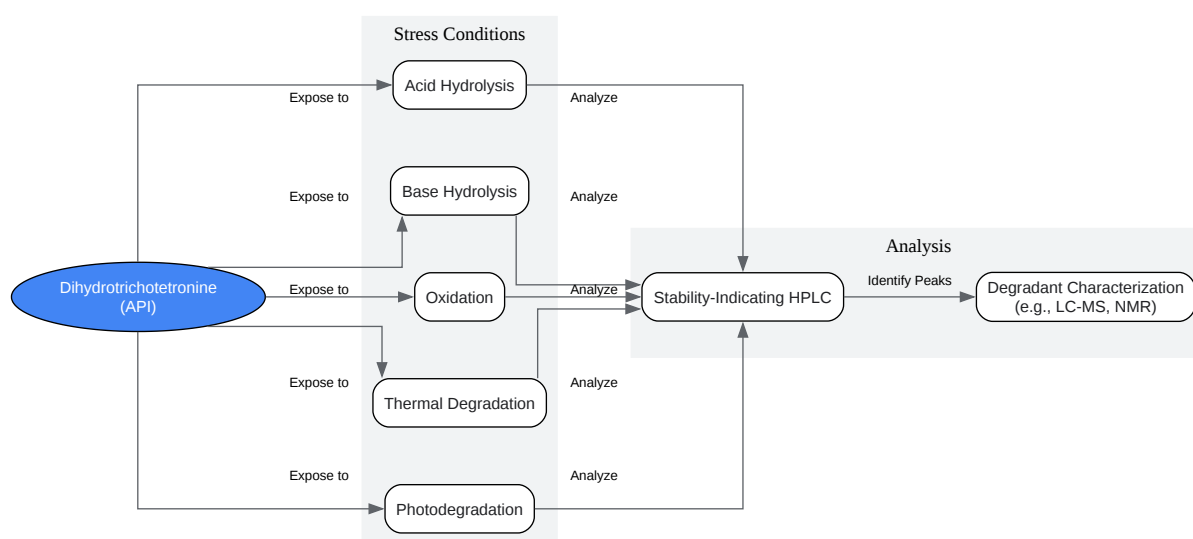 Stress Conditions
Acid Hydrolysis
Expose to
Analyze
Base Hydrolysis
Expose to
Analyze
Analysis
Dihydrotrichotetronine
(API)
Expose to
Oxidation
Analyze
Stability-Indicating HPLC
Identify Peaks
Degradant Characterization
(e.g., LC-MS, NMR)
Expose to
Thermal Degradation
Analyze
Expose to
Photodegradation
Analyze